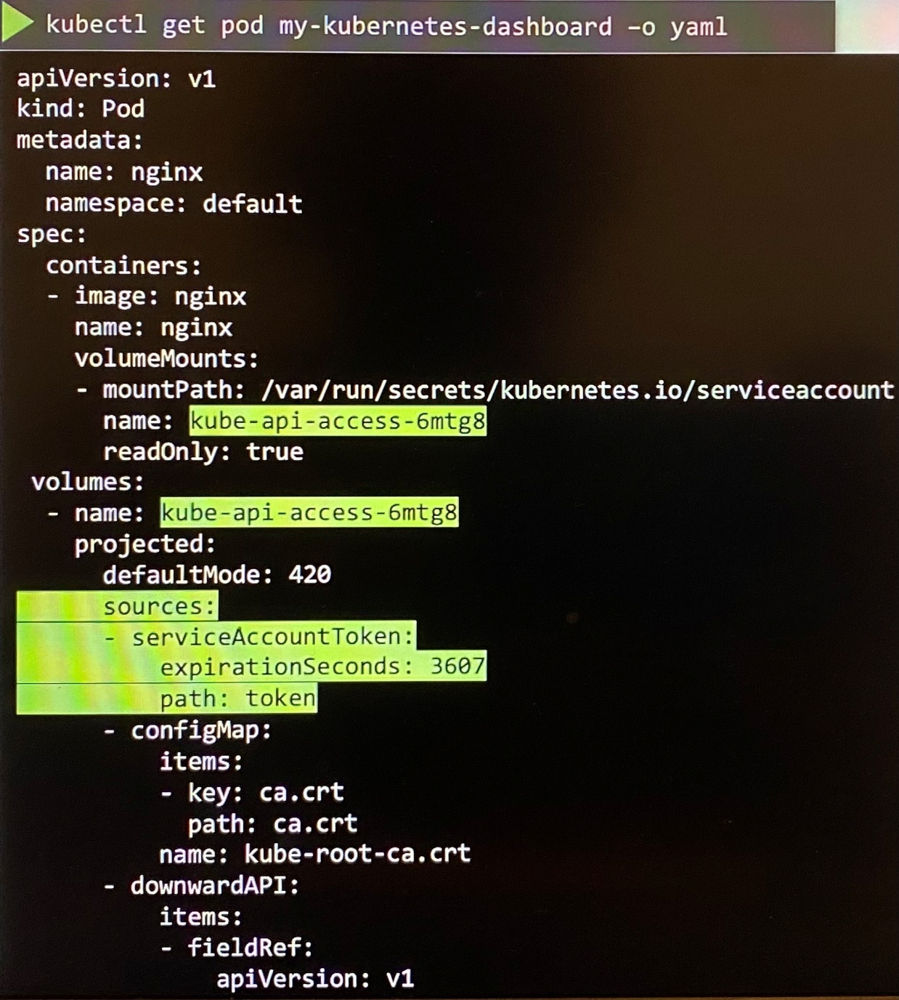 kubectl get pod my-kubernetes-dashboard –o yaml
apiVersion: v1
kind: Pod
metadata:
  name: nginx
  namespace: default
spec:
  containers:
  - image: nginx
    name: nginx
    volumeMounts:
    - mountPath: /var/run/secrets/kubernetes.io/serviceaccount
      name: kube-api-access-6mtg8
      readOnly: true
 volumes:
  - name: kube-api-access-6mtg8
    projected:
      defaultMode: 420
      sources:
      - serviceAccountToken:
          expirationSeconds: 3607
          path: token
      - configMap:
          items:
          - key: ca.crt
            path: ca.crt
          name: kube-root-ca.crt
      - downwardAPI:
          items:
          - fieldRef:
              apiVersion: v1